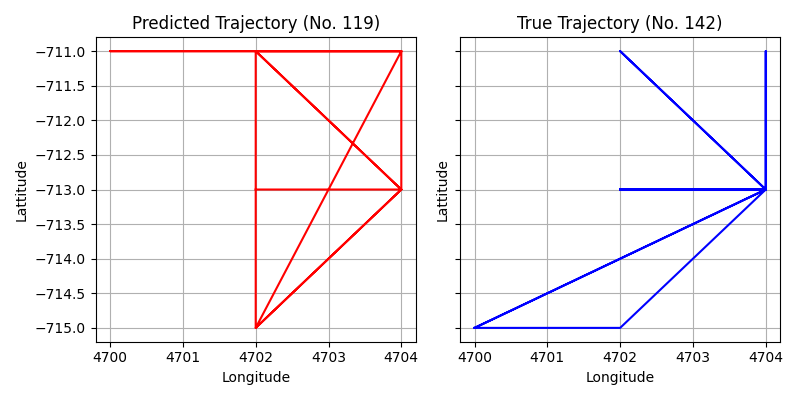 Predicted Trajectory (No. 119)
True Trajectory (No. 142)
−711.0
−711.5
−712.0
−712.5
−713.0
−713.5
−714.0
−714.5
−715.0
Lattitude
Lattitude
4700 4701 4702 4703 4704
4700 4701 4702 4703 4704
Longitude
Longitude